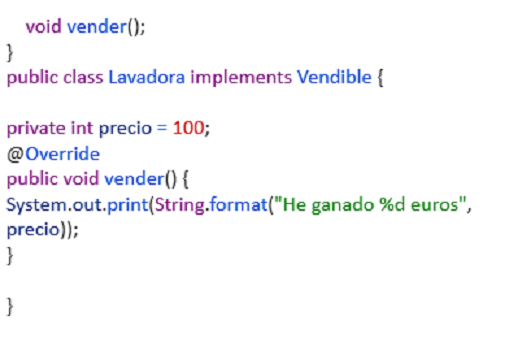 void vender();
}
public class Lavadora implements Vendible {
private int precio = 100;
@Override
public void vender() {
System.out.print(String.format("He ganado %d euros",
precio));
}
}